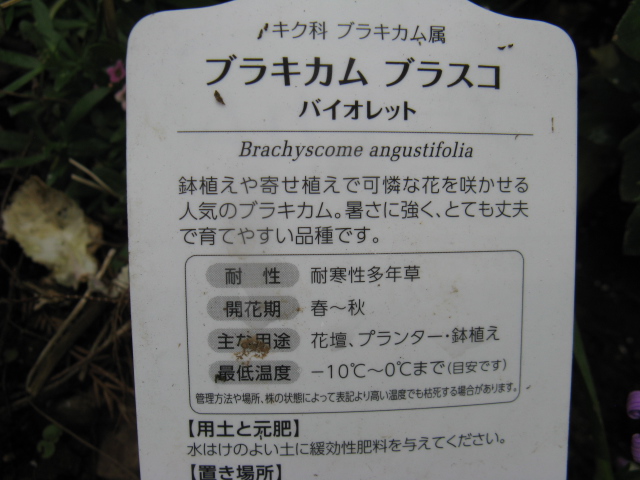 キク科 ブラキカム属
ブラキカム ブラスコ
バイオレット
Brachyscome angustifolia
鉢植えや寄せ植えで可憐な花を咲かせる
人気のブラキカム。暑さに強く、とても丈夫
で育てやすい品種です。
耐 性 耐寒性多年草
開花期 春〜秋
主な用途 花壇、プランター・鉢植え
最低温度 −10℃〜0℃まで(目安です)
管理方法や場所、株の状態によって表記より高い温度でも枯死する場合があります。
【用土と元肥】
水はけのよい土に緩効性肥料を与えてください。
【置き場所】